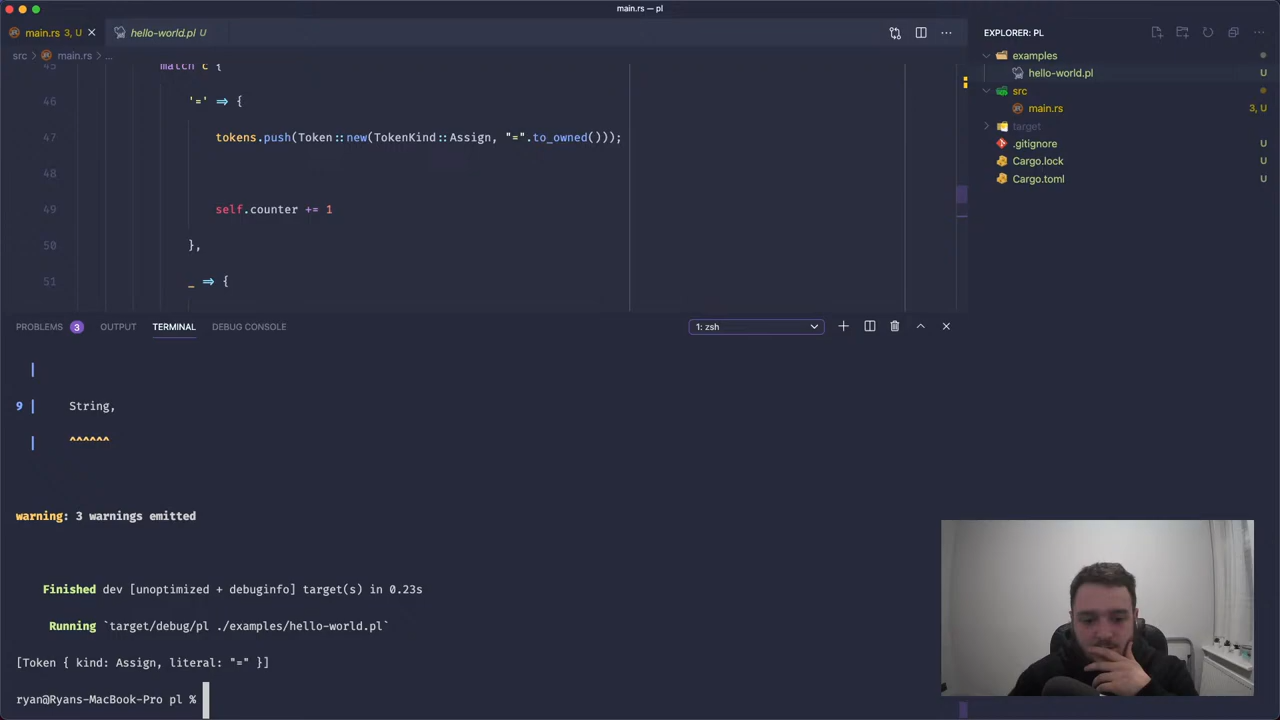 main.rs — pl
main.rs 3, U
hello-world.pl U
EXPLORER: PL
src > main.rs > ...
examples
hello-world.pl U
src
main.rs 3, U
target
.gitignore U
Cargo.lock U
Cargo.toml U
45 match c {
46 '=' => {
47 tokens.push(Token::new(TokenKind::Assign, "=".to_owned()));
48
49 self.counter += 1
50 },
51 _ => {
PROBLEMS 3 OUTPUT TERMINAL DEBUG CONSOLE 1: zsh
|
9 | String,
| ^^^^^^
warning: 3 warnings emitted
Finished dev [unoptimized + debuginfo] target(s) in 0.23s
Running `target/debug/pl ./examples/hello-world.pl`
[Token { kind: Assign, literal: "=" }]
ryan@Ryans-MacBook-Pro pl %